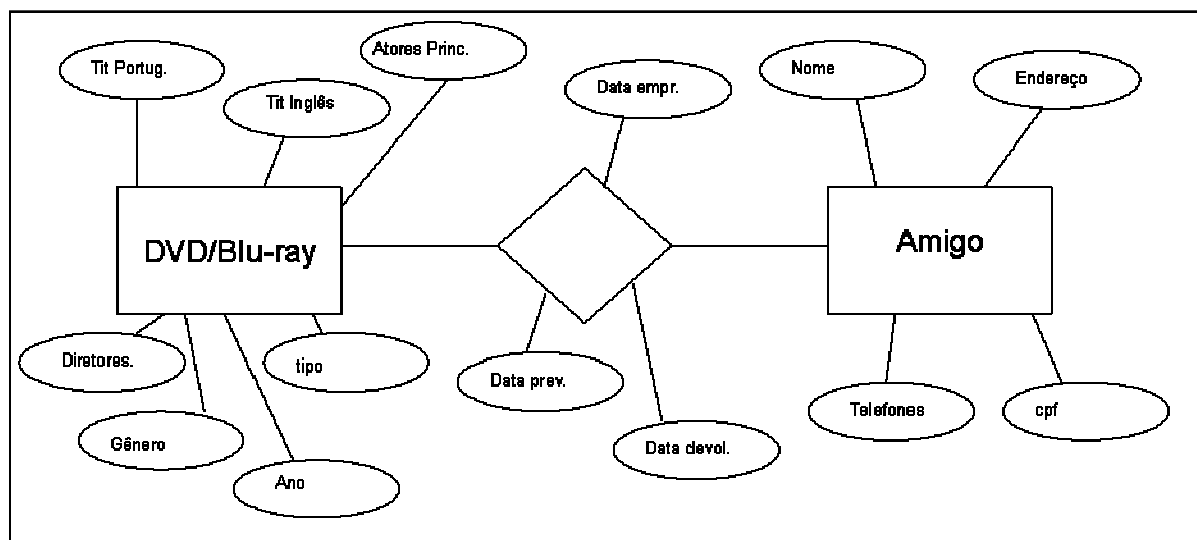 Atores Princ.
Tit Portug.
Tit Inglês
Data empr.
Nome
Endereço
DVD/Blu-ray
Amigo
Diretores.
tipo
Data prev.
Telefones
cpf
Gênero
Data devol.
Ano